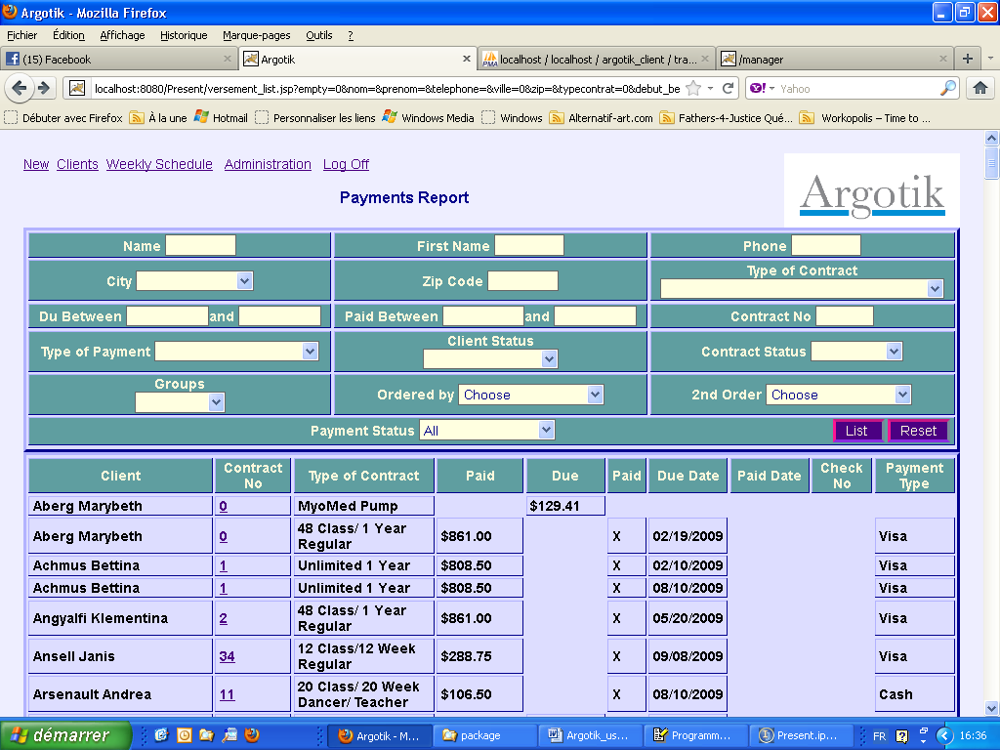 Argotik - Mozilla Firefox
Fichier Édition Affichage Historique Marque-pages Outils ?
(15) Facebook Argotik localhost / localhost / argotik_client / tra... /manager
localhost:8080/Present/versement_list.jsp?empty=0&nom=&prenom=&telephone=&ville=0&zip=&typecontrat=0&debut_be Yahoo
Débuter avec Firefox À la une Hotmail Personnaliser les liens Windows Media Windows Alternatif-art.com Fathers-4-Justice Qué... Workopolis – Time to ...
New Clients Weekly Schedule Administration Log Off
Argotik
Payments Report
Name First Name Phone
City Zip Code Type of Contract
Du Between and Paid Between and Contract No
Type of Payment Client Status Contract Status
Groups Ordered by Choose 2nd Order Choose
Payment Status All List Reset
Client Contract No Type of Contract Paid Due Paid Due Date Paid Date Check No Payment Type
Aberg Marybeth 0 MyoMed Pump $129.41
Aberg Marybeth 0 48 Class/ 1 Year Regular $861.00 X 02/19/2009 Visa
Achmus Bettina 1 Unlimited 1 Year $808.50 X 02/10/2009 Visa
Achmus Bettina 1 Unlimited 1 Year $808.50 X 08/10/2009 Visa
Angyalfi Klementina 2 48 Class/ 1 Year Regular $861.00 X 05/20/2009 Visa
Ansell Janis 34 12 Class/12 Week Regular $288.75 X 09/08/2009 Visa
Arsenault Andrea 11 20 Class/ 20 Week Dancer/ Teacher $106.50 X 08/10/2009 Cash
démarrer Argotik - M... package Argotik_us... Programm... Present.ip... FR 16:36